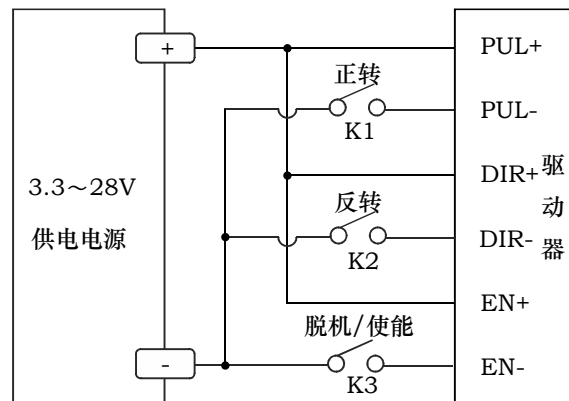 +
PUL+
正转
K1
PUL-
3.3～28V
供电电源
DIR+
驱动器
反转
K2
DIR-
EN+
脱机/使能
-
K3
EN-